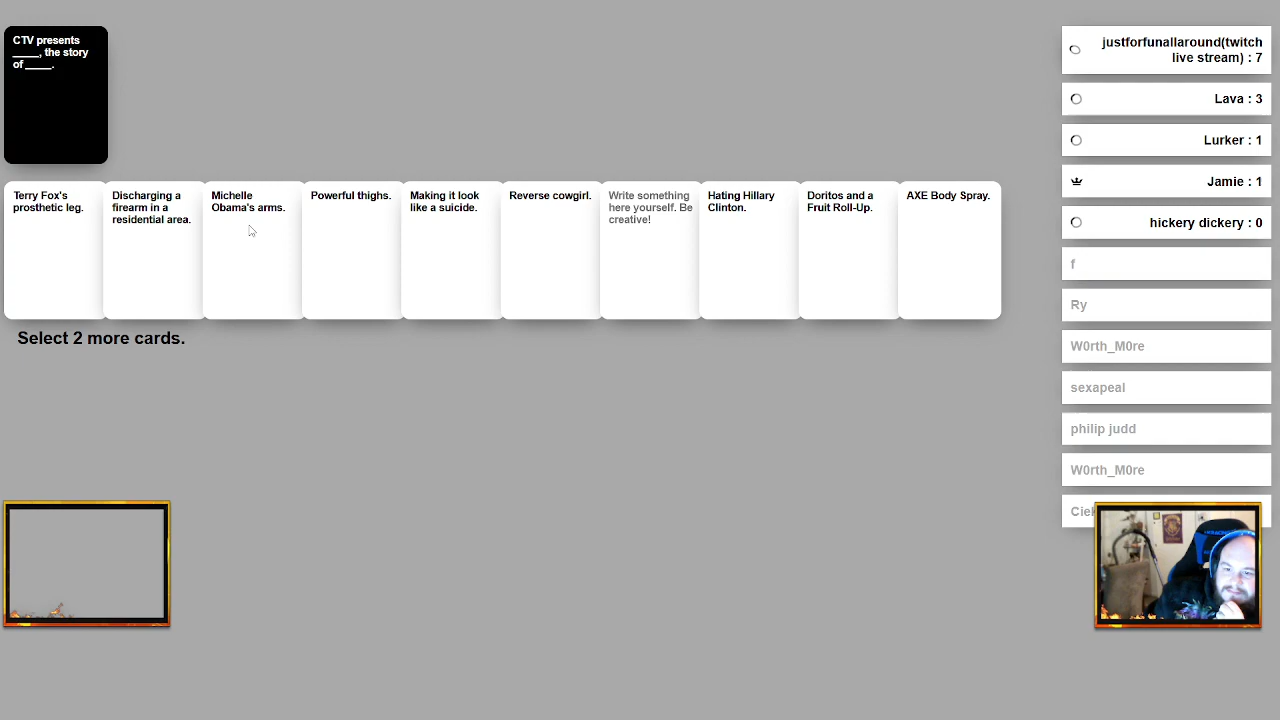 CTV presents
_____, the story
of _____.
Terry Fox's
prosthetic leg.
Discharging a
firearm in a
residential area.
Michelle
Obama's arms.
Powerful thighs.
Making it look
like a suicide.
Reverse cowgirl.
Write something
here yourself. Be
creative!
Hating Hillary
Clinton.
Doritos and a
Fruit Roll-Up.
AXE Body Spray.
Select 2 more cards.
justforfunallaround(twitch
live stream) : 7
Lava : 3
Lurker : 1
Jamie : 1
hickery dickery : 0
f
Ry
W0rth_M0re
sexapeal
philip judd
W0rth_M0re